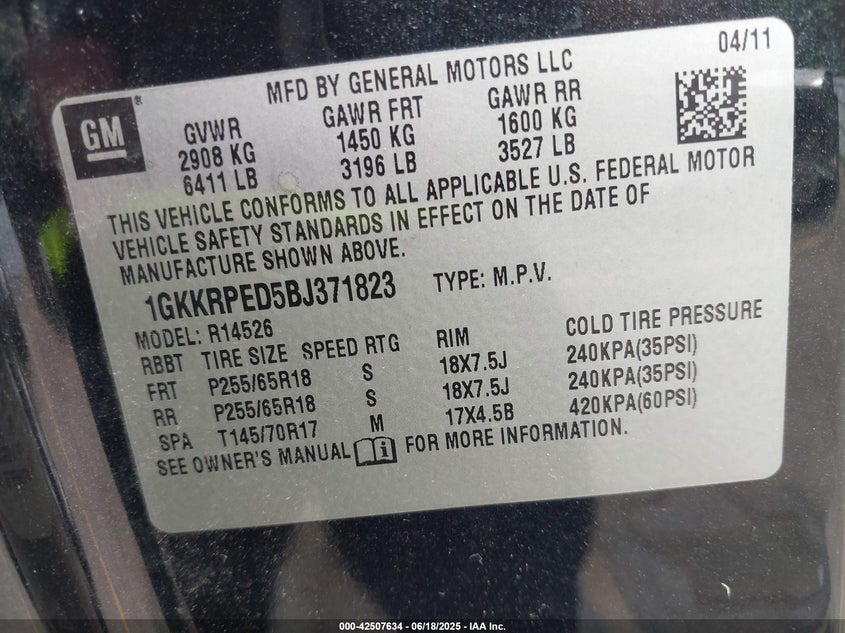 04/11
MFD BY GENERAL MOTORS LLC
GM ®
GVWR GAWR FRT GAWR RR
2908 KG 1450 KG 1600 KG
6411 LB 3196 LB 3527 LB
THIS VEHICLE CONFORMS TO ALL APPLICABLE U.S. FEDERAL MOTOR
VEHICLE SAFETY STANDARDS IN EFFECT ON THE DATE OF
MANUFACTURE SHOWN ABOVE.
1GKKRPED5BJ371823 TYPE: M.P.V.
MODEL: R14526
RBBT TIRE SIZE SPEED RTG RIM COLD TIRE PRESSURE
FRT P255/65R18 S 18X7.5J 240KPA(35PSI)
RR P255/65R18 S 18X7.5J 240KPA(35PSI)
SPA T145/70R17 M 17X4.5B 420KPA(60PSI)
SEE OWNER'S MANUAL i FOR MORE INFORMATION.
000-42507634 - 06/18/2025 - IAA Inc.